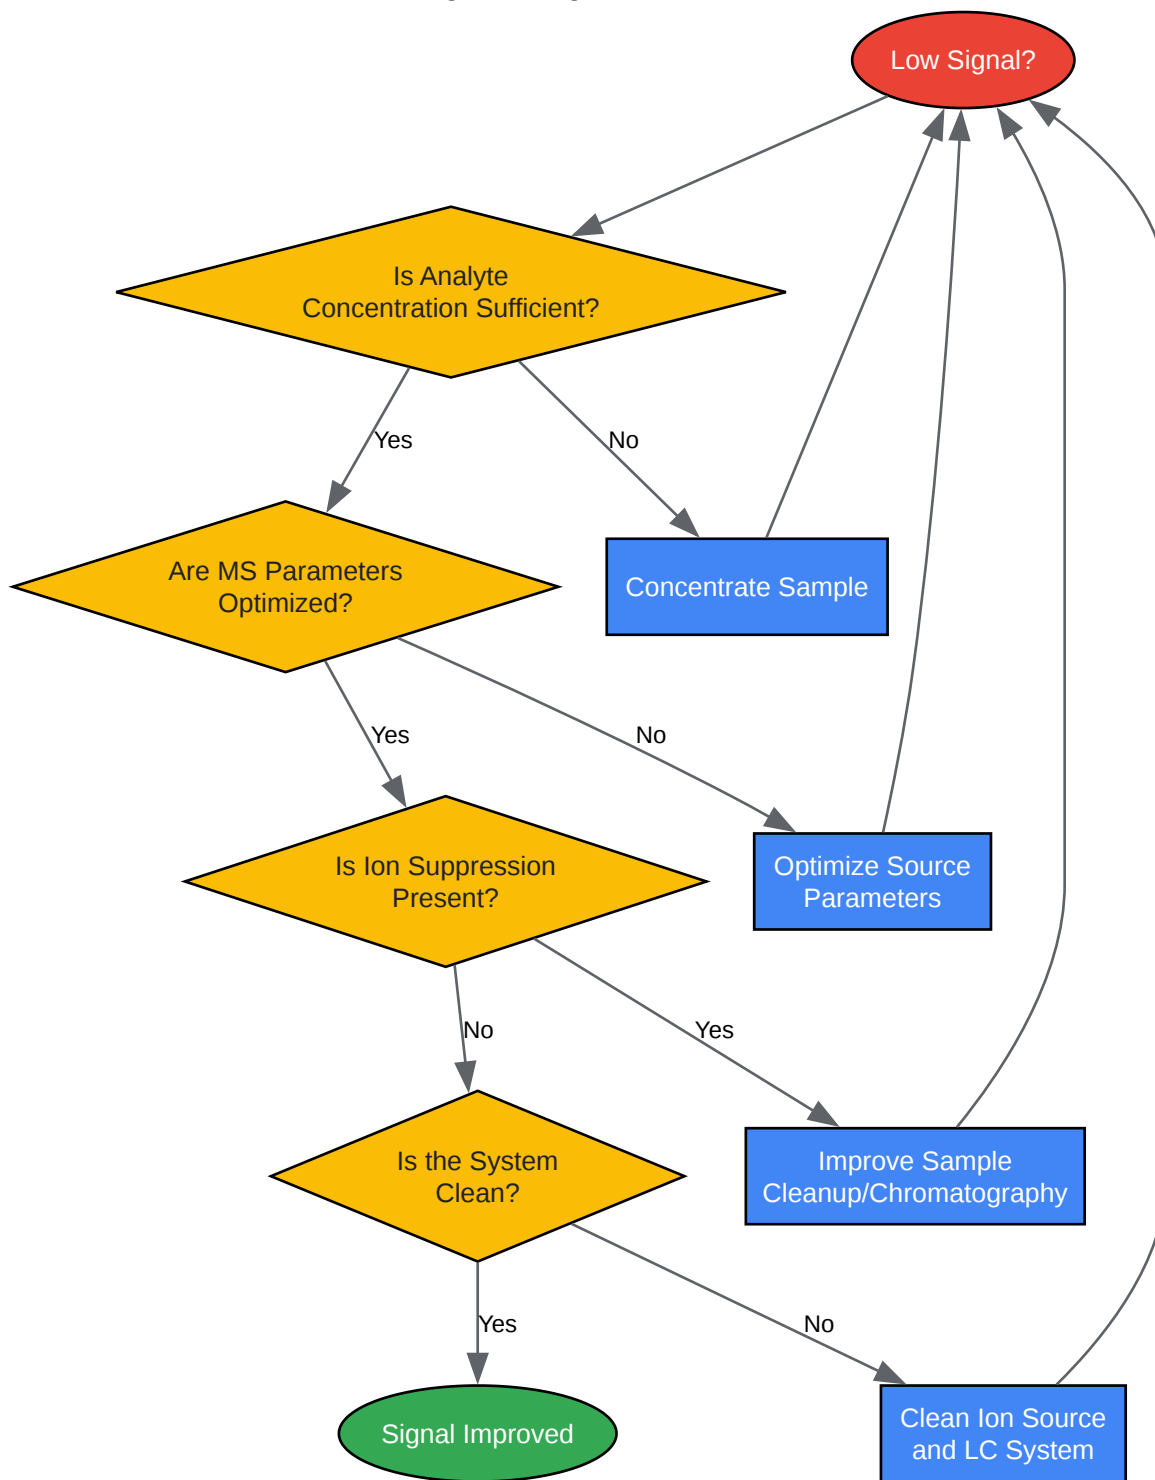 Low Signal?
Is Analyte
Concentration Sufficient?
Yes
No
Are MS Parameters
Optimized?
Concentrate Sample
Yes
No
Is Ion Suppression
Present?
Optimize Source
Parameters
No
Yes
Is the System
Clean?
Improve Sample
Cleanup/Chromatography
Yes
No
Signal Improved
Clean Ion Source
and LC System